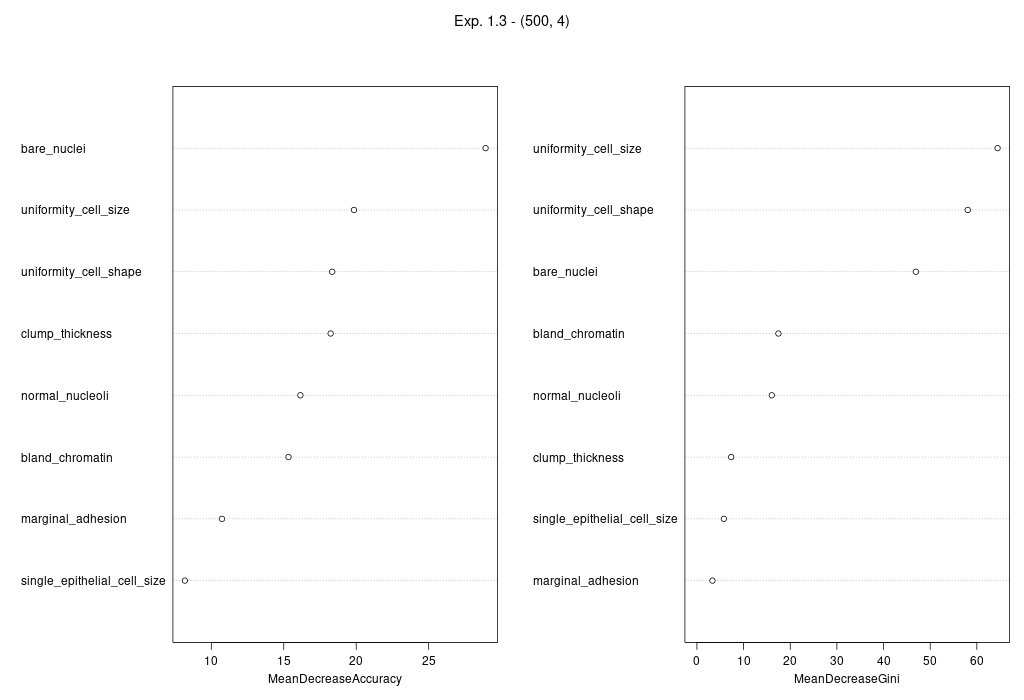 Exp. 1.3 - (500, 4)
bare_nuclei
uniformity_cell_size
uniformity_cell_shape
clump_thickness
normal_nucleoli
bland_chromatin
marginal_adhesion
single_epithelial_cell_size
10 15 20 25
MeanDecreaseAccuracy
uniformity_cell_size
uniformity_cell_shape
bare_nuclei
bland_chromatin
normal_nucleoli
clump_thickness
single_epithelial_cell_size
marginal_adhesion
0 10 20 30 40 50 60
MeanDecreaseGini